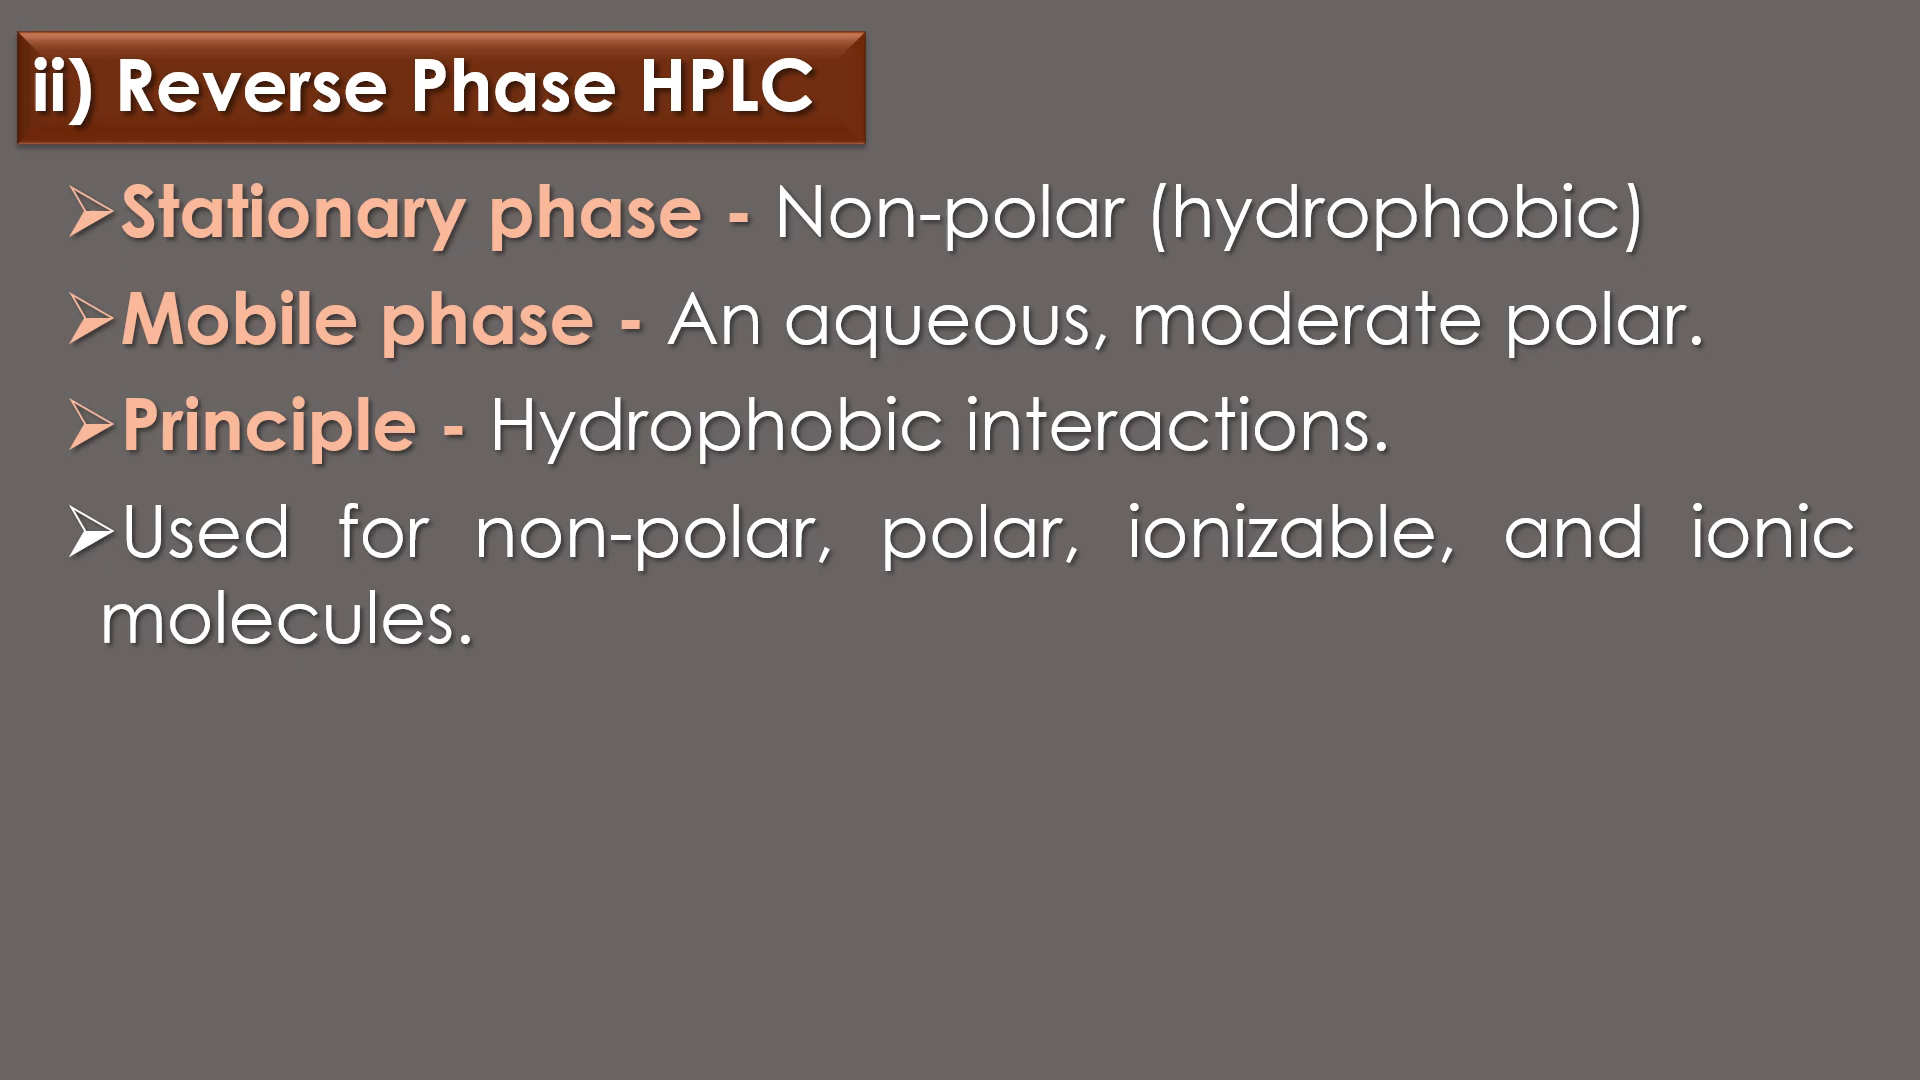 ii) Reverse Phase HPLC
➢Stationary phase - Non-polar (hydrophobic)
➢Mobile phase - An aqueous, moderate polar.
➢Principle - Hydrophobic interactions.
➢Used for non-polar, polar, ionizable, and ionic
molecules.